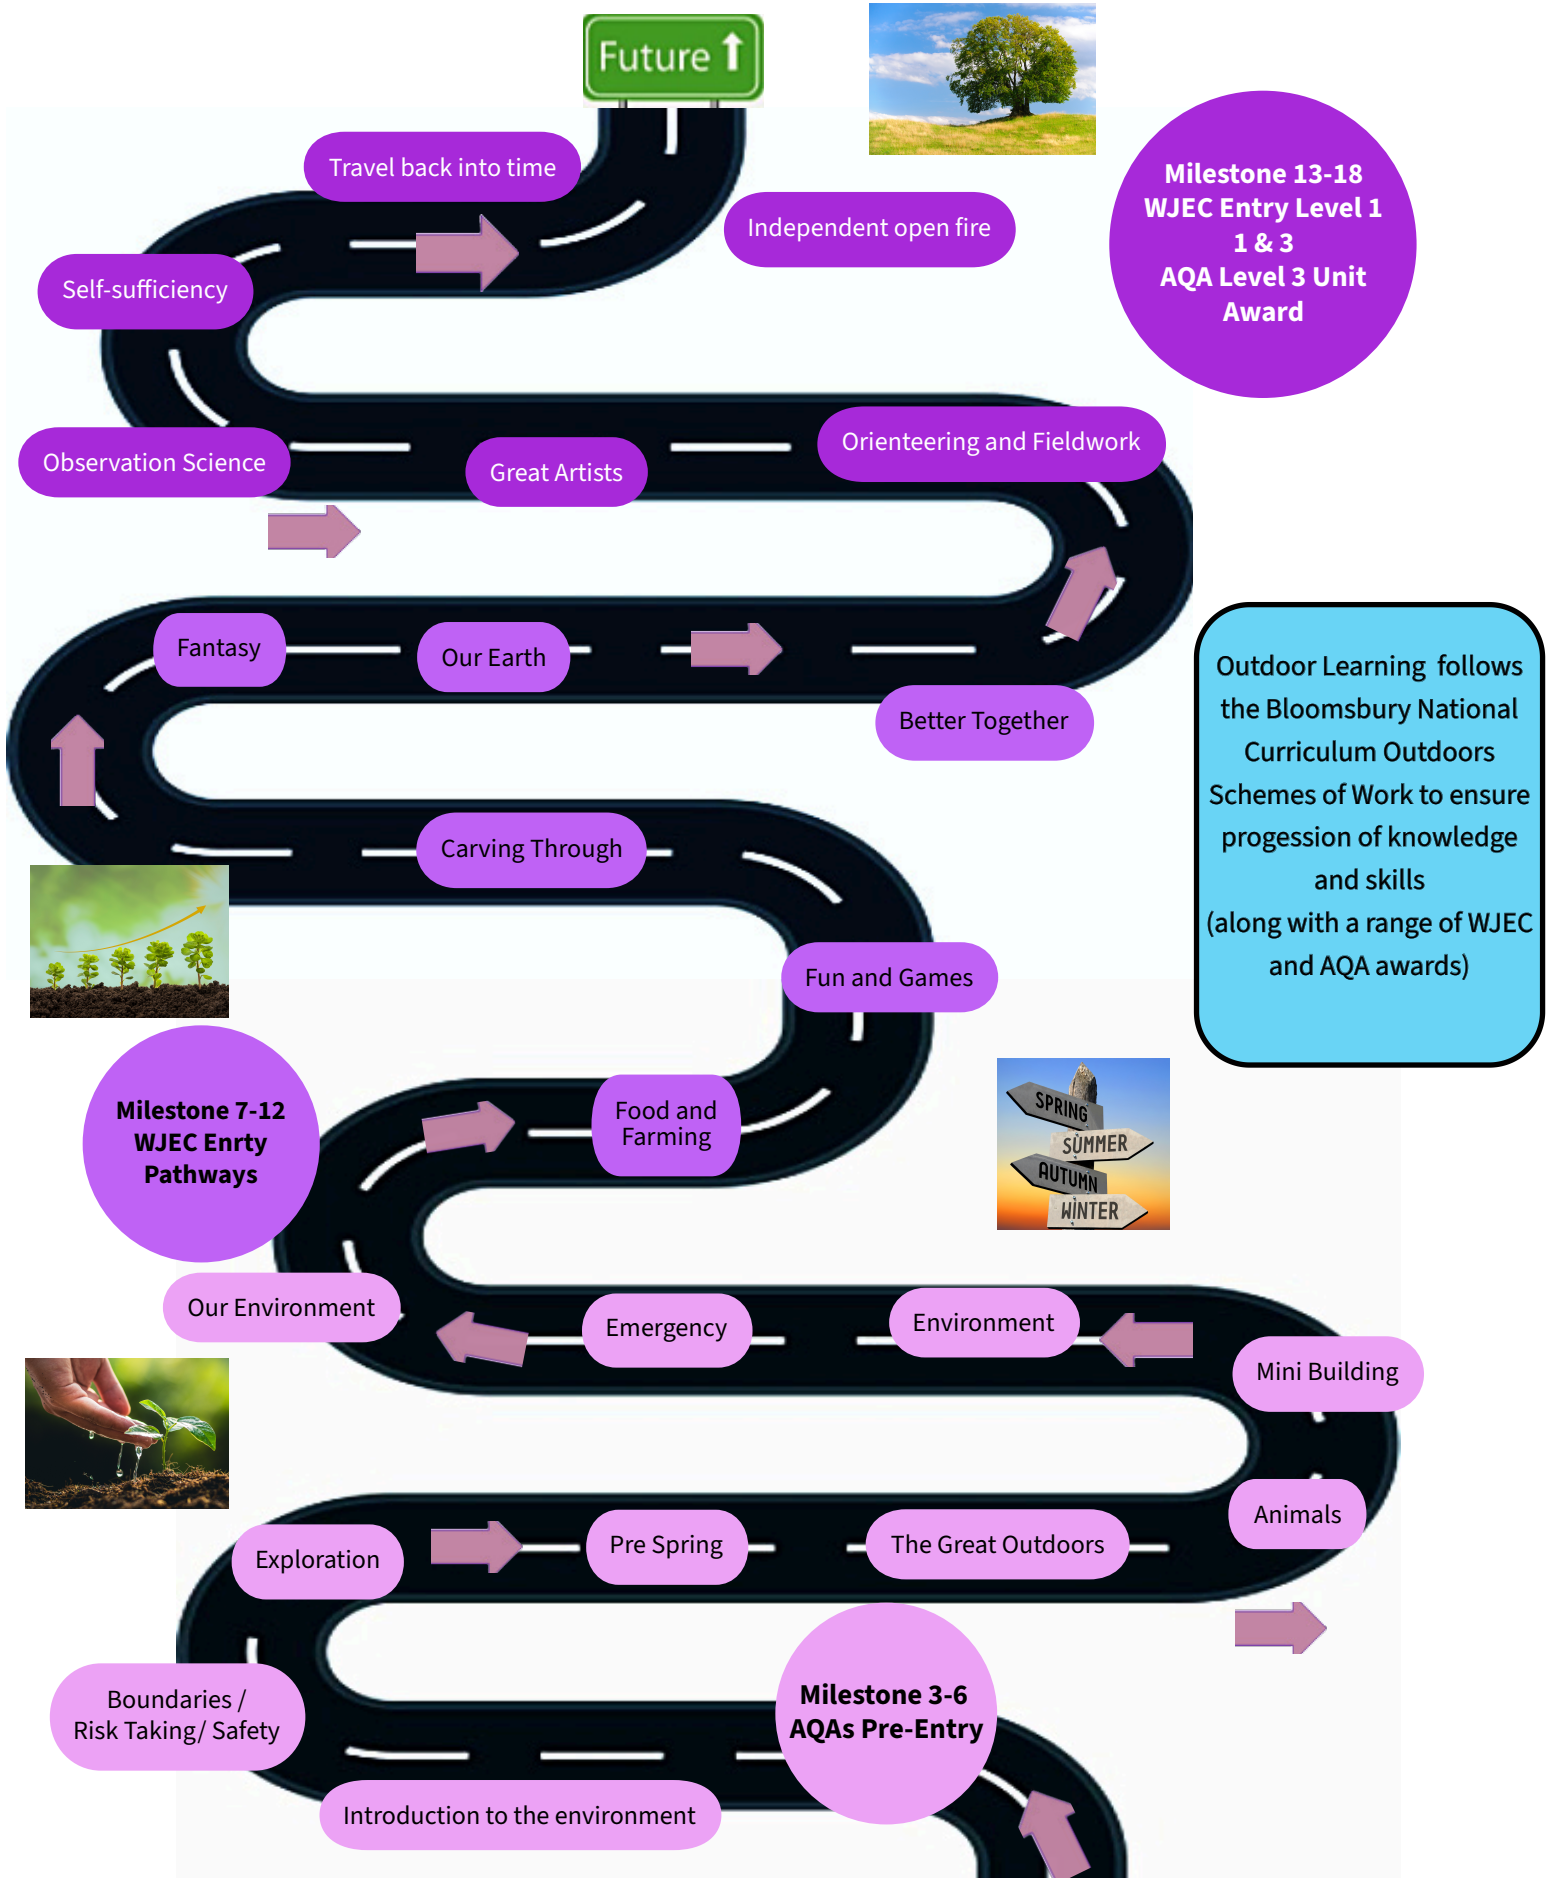 Future
Travel back into time
Independent open fire
Milestone 13-18
WJEC Entry Level 1
1 & 3
AQA Level 3 Unit
Award
Self-sufficiency
Observation Science
Great Artists
Orienteering and Fieldwork
Fantasy
Our Earth
Better Together
Outdoor Learning follows
the Bloomsbury National
Curriculum Outdoors
Schemes of Work to ensure
progession of knowledge
and skills
(along with a range of WJEC
and AQA awards)
Carving Through
Fun and Games
Milestone 7-12
WJEC Enrty
Pathways
Food and
Farming
SPRING
SUMMER
AUTUMN
WINTER
Our Environment
Emergency
Environment
Mini Building
Animals
Exploration
Pre Spring
The Great Outdoors
Boundaries /
Risk Taking/ Safety
Milestone 3-6
AQAs Pre-Entry
Introduction to the environment